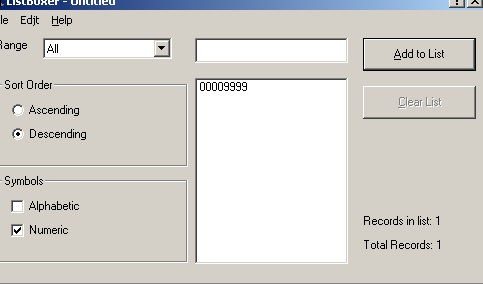 ListBoxer - Untitled
le Edit Help
Range All Add to List
00009999
Sort Order
Clear List
Ascending
Descending
Symbols
Alphabetic
Numeric
Records in list: 1
Total Records: 1